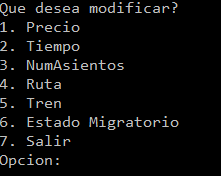 Que desea modificar?
1. Precio
2. Tiempo
3. NumAsientos
4. Ruta
5. Tren
6. Estado Migratorio
7. Salir
Opcion: